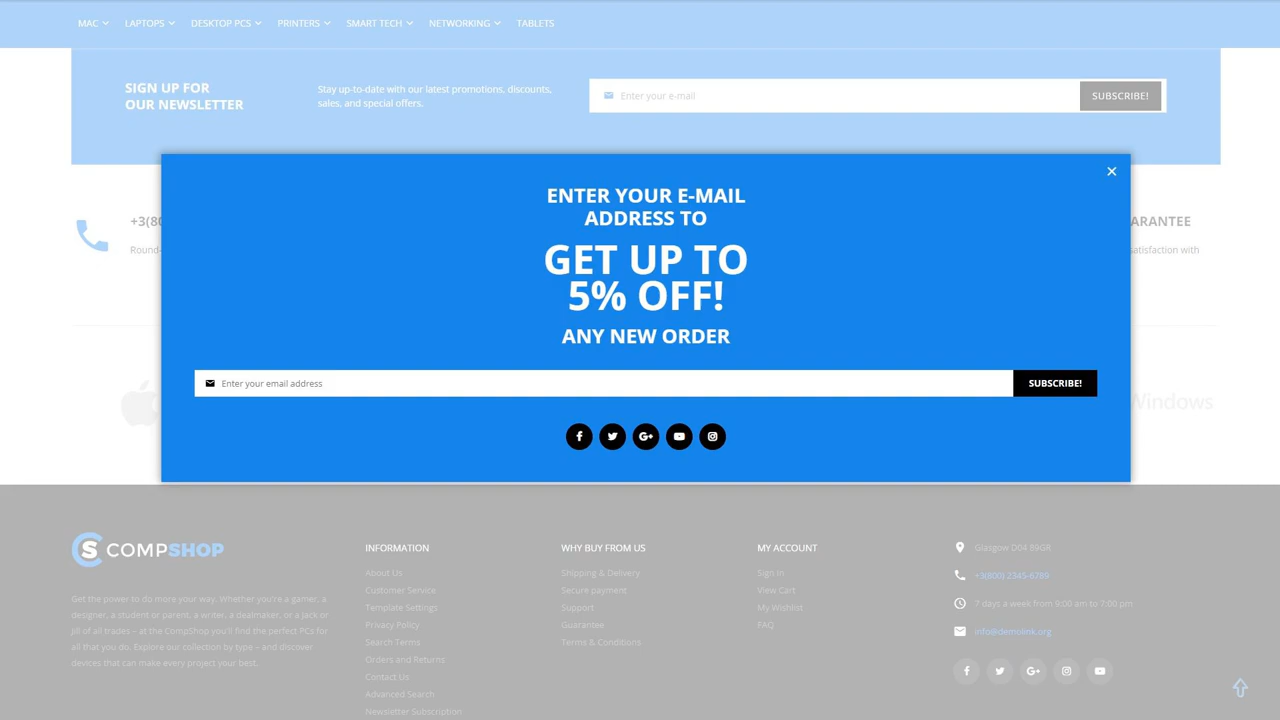 MAC LAPTOPS DESKTOP PCS PRINTERS SMART TECH NETWORKING TABLETS
SIGN UP FOR
OUR NEWSLETTER
Stay up-to-date with our latest promotions, discounts,
sales, and special offers.
Enter your e-mail
SUBSCRIBE!
ENTER YOUR E-MAIL
ADDRESS TO
GET UP TO
5% OFF!
ANY NEW ORDER
Enter your email address
SUBSCRIBE!
+3(80
Round-
ARANTEE
satisfaction with
Windows
COMPSHOP
Get the power to do more your way. Whether you're a gamer, a
designer, a student or parent, a writer, a dealmaker, or a jack or
jill of all trades – at the CompShop you'll find the perfect PCs for
all that you do. Explore our collection by type – and discover
devices that can make every project your best.
INFORMATION
About Us
Customer Service
Template Settings
Privacy Policy
Search Terms
Orders and Returns
Contact Us
Advanced Search
Newsletter Subscription
WHY BUY FROM US
Shipping & Delivery
Secure payment
Support
Guarantee
Terms & Conditions
MY ACCOUNT
Sign In
View Cart
My Wishlist
FAQ
Glasgow D04 89GR
+3(800) 2345-6789
7 days a week from 9:00 am to 7:00 pm
info@demolink.org